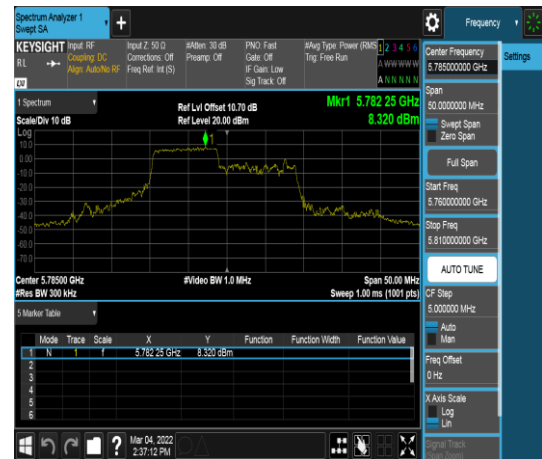 Spectrum Analyzer 1
Swept SA
+
Frequency
KEYSIGHT
Input: RF
Input Z: 50 Ω
#Atten: 30 dB
PNO: Fast
#Avg Type: Power (RMS
1 2 3 4 5 6
RL
Coupling: DC
Corrections: Off
Preamp: Off
Gate: Off
Trig: Free Run
A W W W W W
Align: Auto/No RF
Freq Ref: Int (S)
IF Gain: Low
A N N N N N
Sig Track: Off
LXI
1 Spectrum
Ref Lvl Offset 10.70 dB
Mkr1 5.782 25 GHz
Scale/Div 10 dB
Ref Level 20.00 dBm
8.320 dBm
Log
1
10.0
0.00
-10.0
-20.0
-30.0
-40.0
-50.0
-60.0
-70.0
Center 5.78500 GHz
#Video BW 1.0 MHz
Span 50.00 MHz
#Res BW 300 kHz
Sweep 1.00 ms (1001 pts)
5 Marker Table
Mode Trace Scale X Y Function Function Width Function Value
1 N 1 f 5.782 25 GHz 8.320 dBm
2
3
4
5
6
?
Mar 04, 2022
2:37:12 PM
Center Frequency
5.785000000 GHz
Settings
Span
50.0000000 MHz
Swept Span
Zero Span
Full Span
Start Freq
5.760000000 GHz
Stop Freq
5.810000000 GHz
AUTO TUNE
CF Step
5.000000 MHz
Auto
Man
Freq Offset
0 Hz
X Axis Scale
Log
Lin
Signal Track
(Span Zoom)